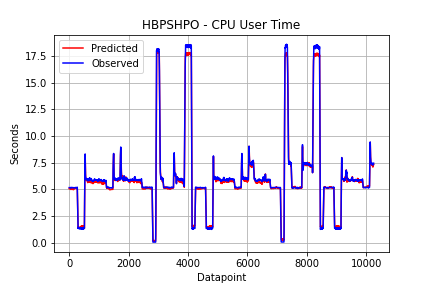 HBPSHPO - CPU User Time
Predicted
Observed
17.5
15.0
12.5
10.0
7.5
5.0
2.5
0.0
Seconds
0 2000 4000 6000 8000 10000
Datapoint